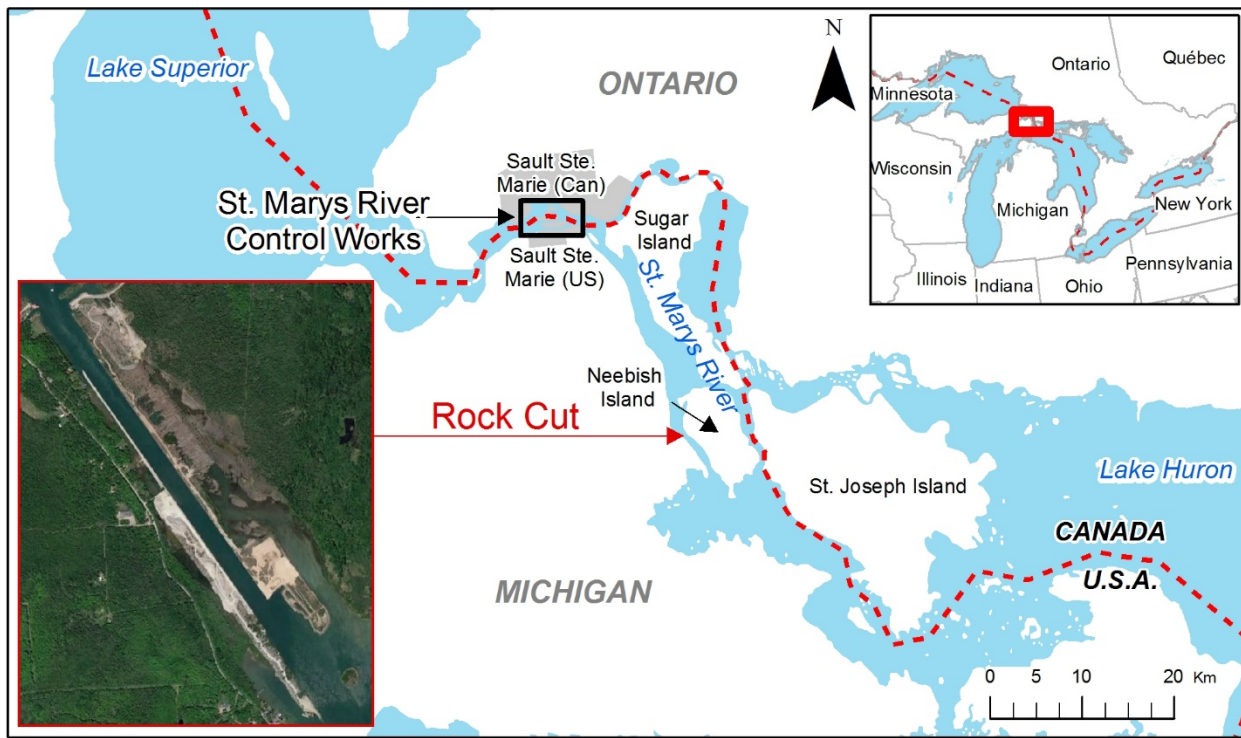 Lake Superior
ONTARIO
N
Sault Ste.
Marie (Can)
St. Marys River
Control Works
Sault Ste.
Marie (US)
Sugar
Island
St. Marys River
Neebish
Island
Rock Cut
St. Joseph Island
Lake Huron
CANADA
U.S.A.
MICHIGAN
0 5 10 20 Km
Ontario
Québec
Minnesota
Wisconsin
Michigan
New York
Illinois
Indiana
Ohio
Pennsylvania